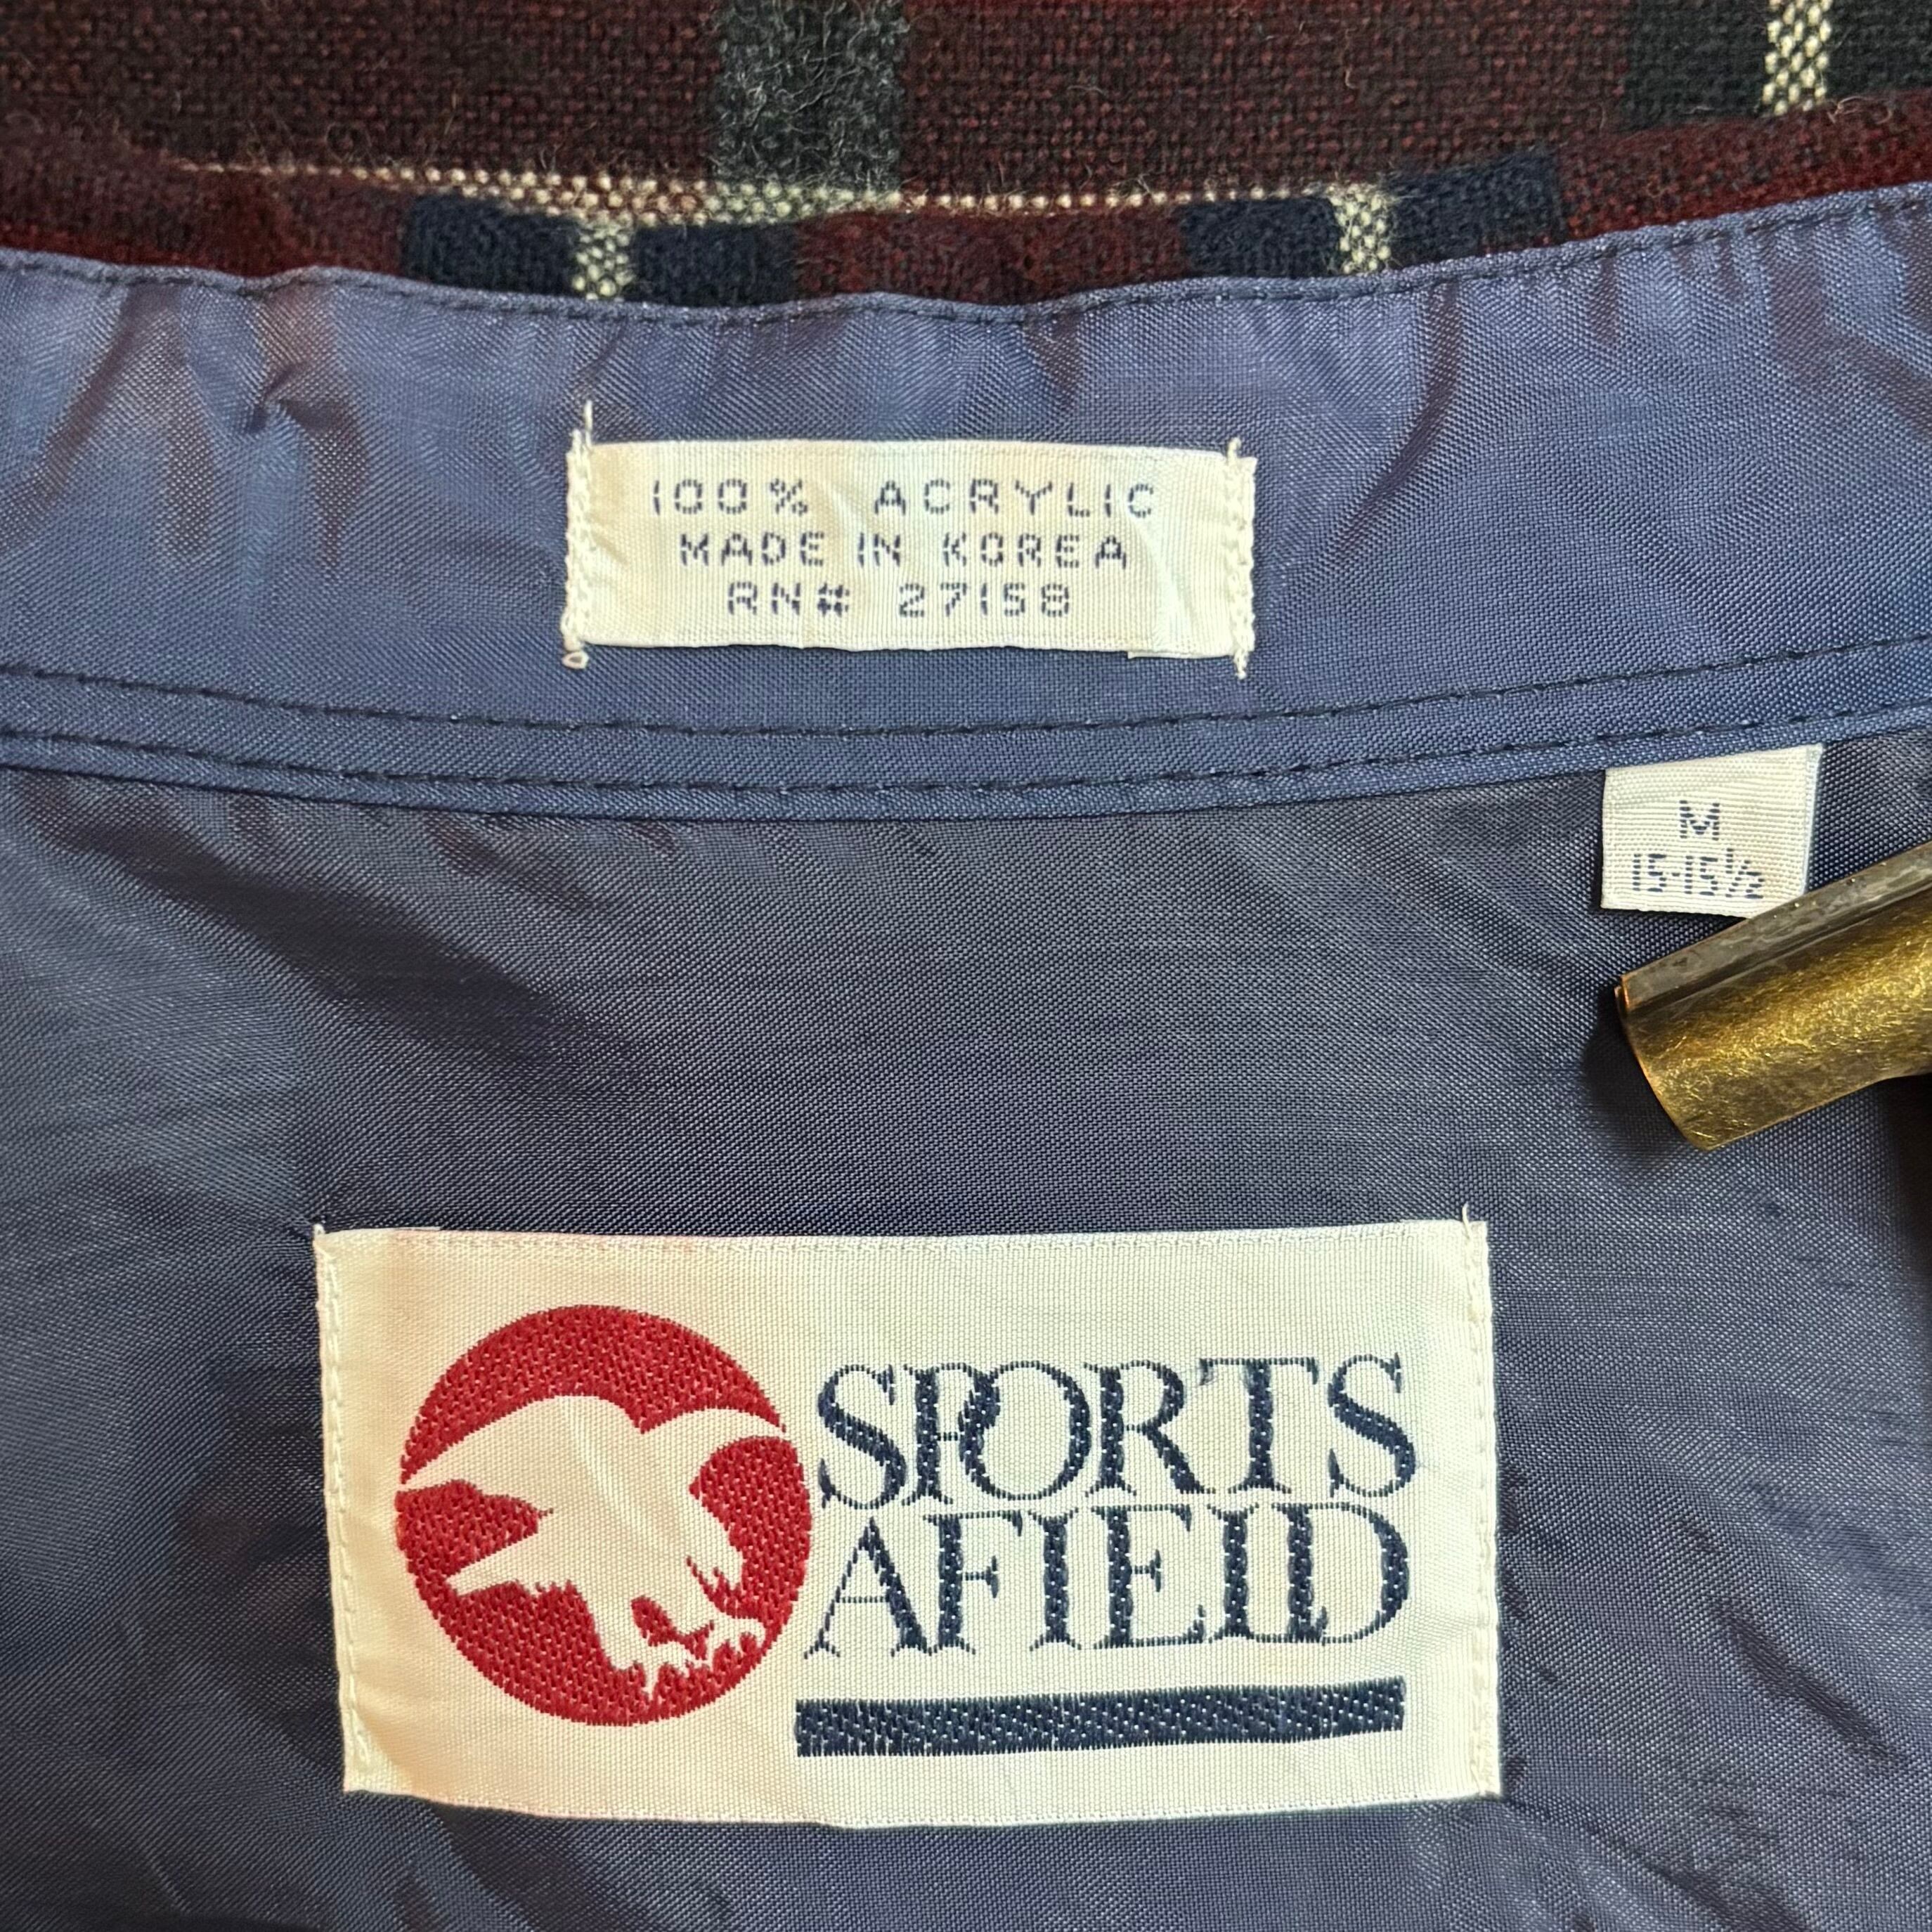 100% ACRYLIC
MADE IN KOREA
RN# 27158
M
15-15½
SPORTS
AFIELD